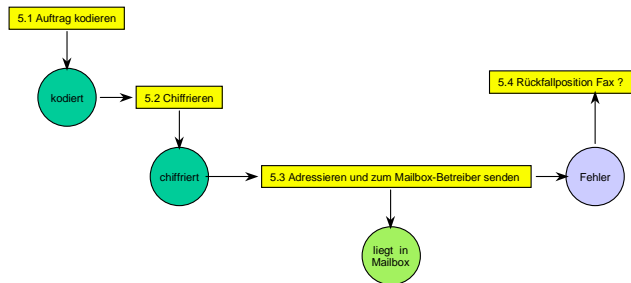 5.1 Auftrag kodieren
kodiert
5.2 Chiffrieren
5.4 Rückfallposition Fax ?
chiffriert
5.3 Adressieren und zum Mailbox-Betreiber senden
Fehler
liegt in
Mailbox